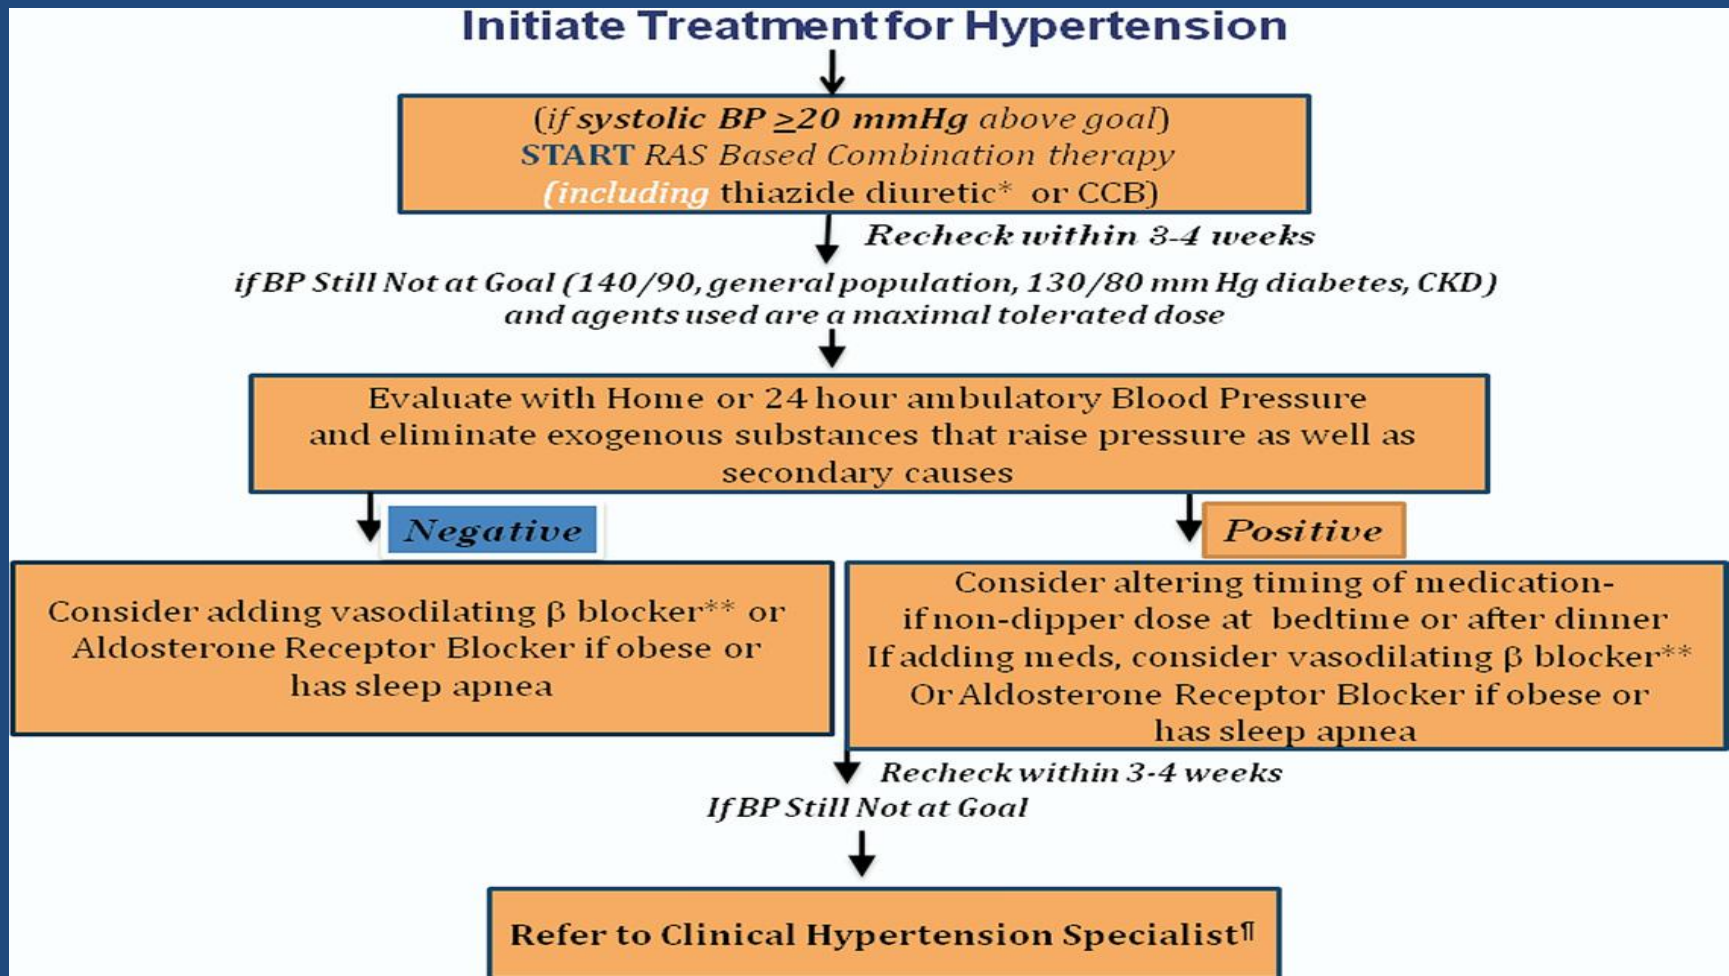 Initiate Treatment for Hypertension
(if systolic BP ≥20 mmHg above goal)
START RAS Based Combination therapy
(including thiazide diuretic* or CCB)
Recheck within 3-4 weeks
if BP Still Not at Goal (140/90, general population, 130/80 mm Hg diabetes, CKD)
and agents used are a maximal tolerated dose
Evaluate with Home or 24 hour ambulatory Blood Pressure
and eliminate exogenous substances that raise pressure as well as
secondary causes
Negative
Positive
Consider adding vasodilating β blocker** or
Aldosterone Receptor Blocker if obese or
has sleep apnea
Consider altering timing of medication-
if non-dipper dose at bedtime or after dinner
If adding meds, consider vasodilating β blocker**
Or Aldosterone Receptor Blocker if obese or
has sleep apnea
Recheck within 3-4 weeks
If BP Still Not at Goal
Refer to Clinical Hypertension Specialist¶